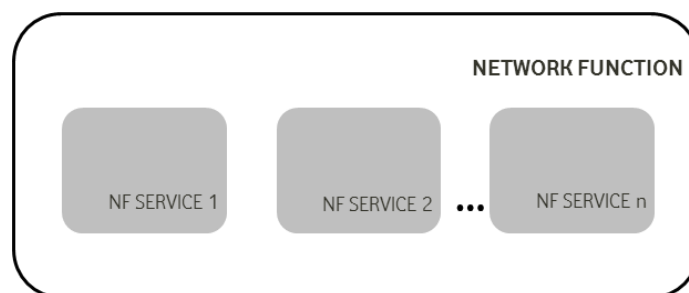 NETWORK FUNCTION
NF SERVICE 1
NF SERVICE 2
...
NF SERVICE n